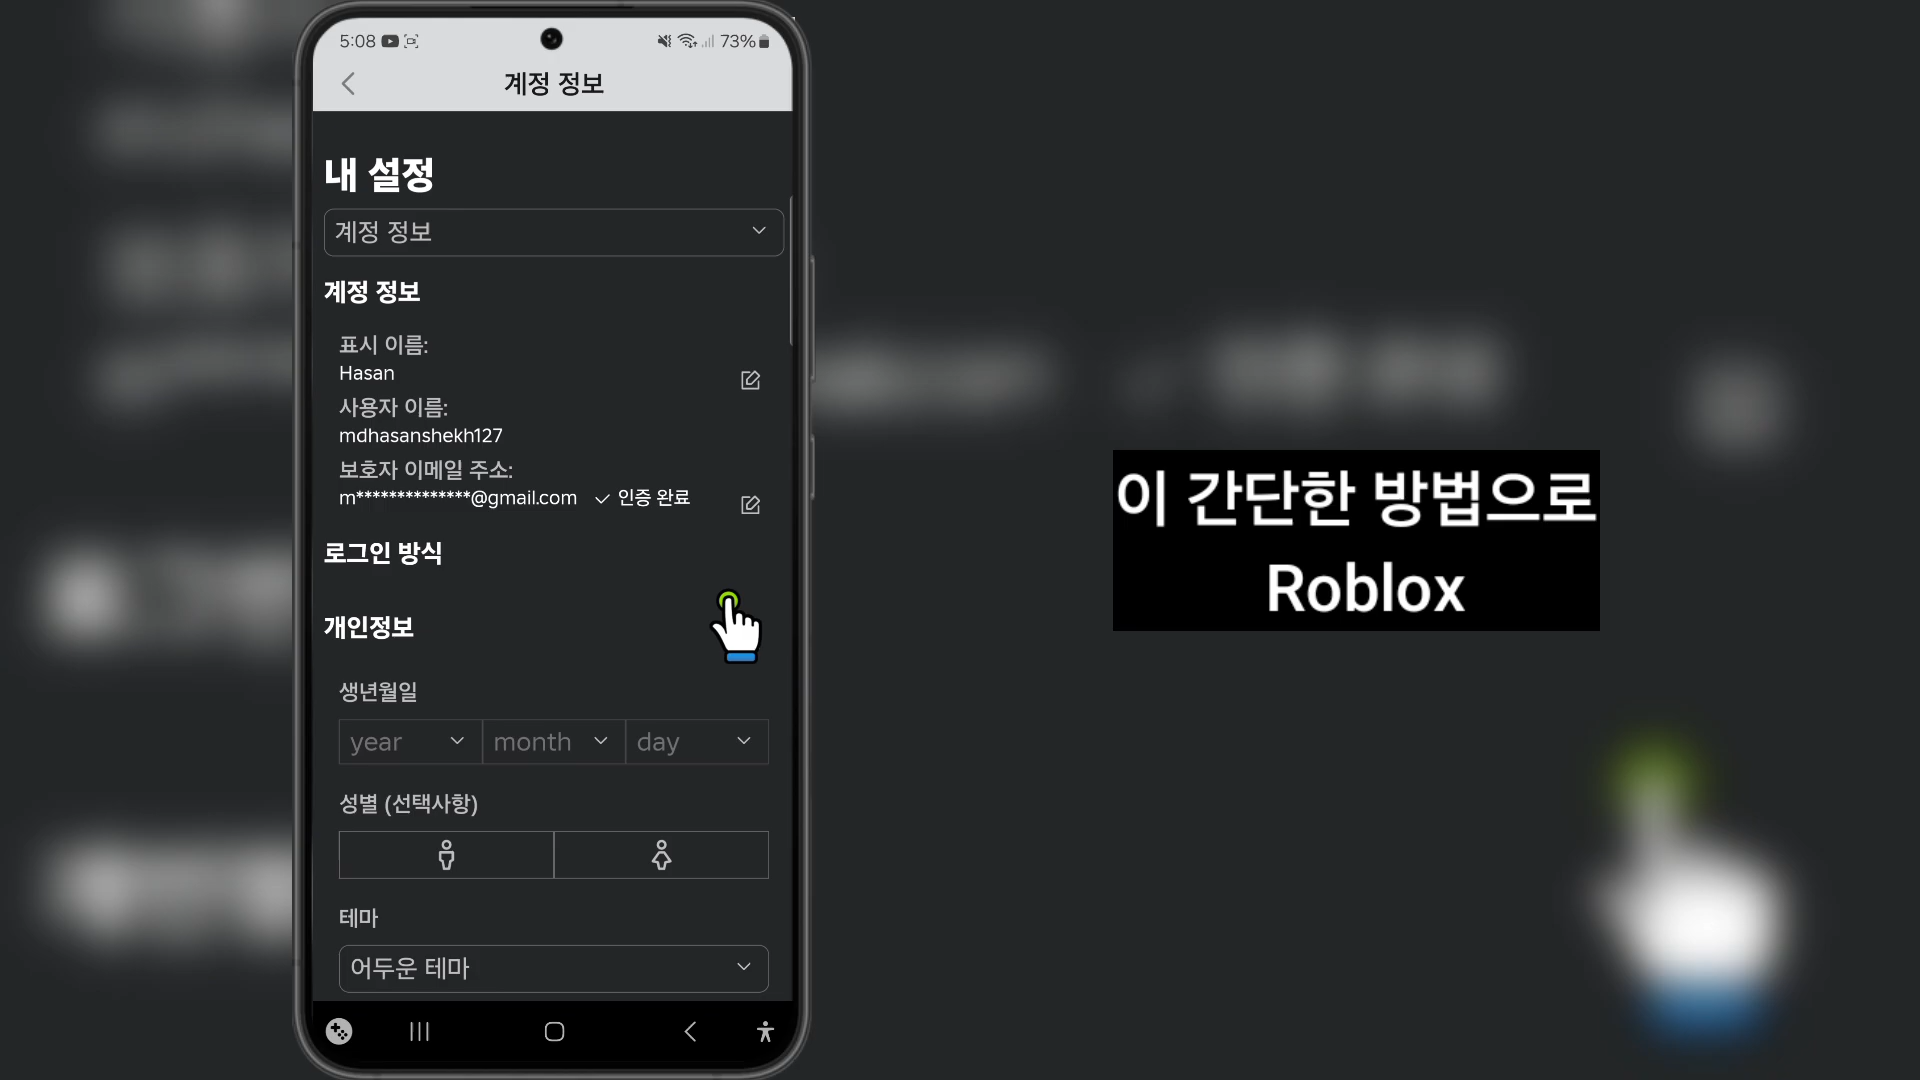 5:08
73%
계정 정보
내 설정
계정 정보
계정 정보
표시 이름:
Hasan
사용자 이름:
mdhasanshekh127
보호자 이메일 주소:
m**************@gmail.com 인증 완료
로그인 방식
개인정보
생년월일
year month day
성별 (선택사항)
테마
어두운 테마
이 간단한 방법으로
Roblox